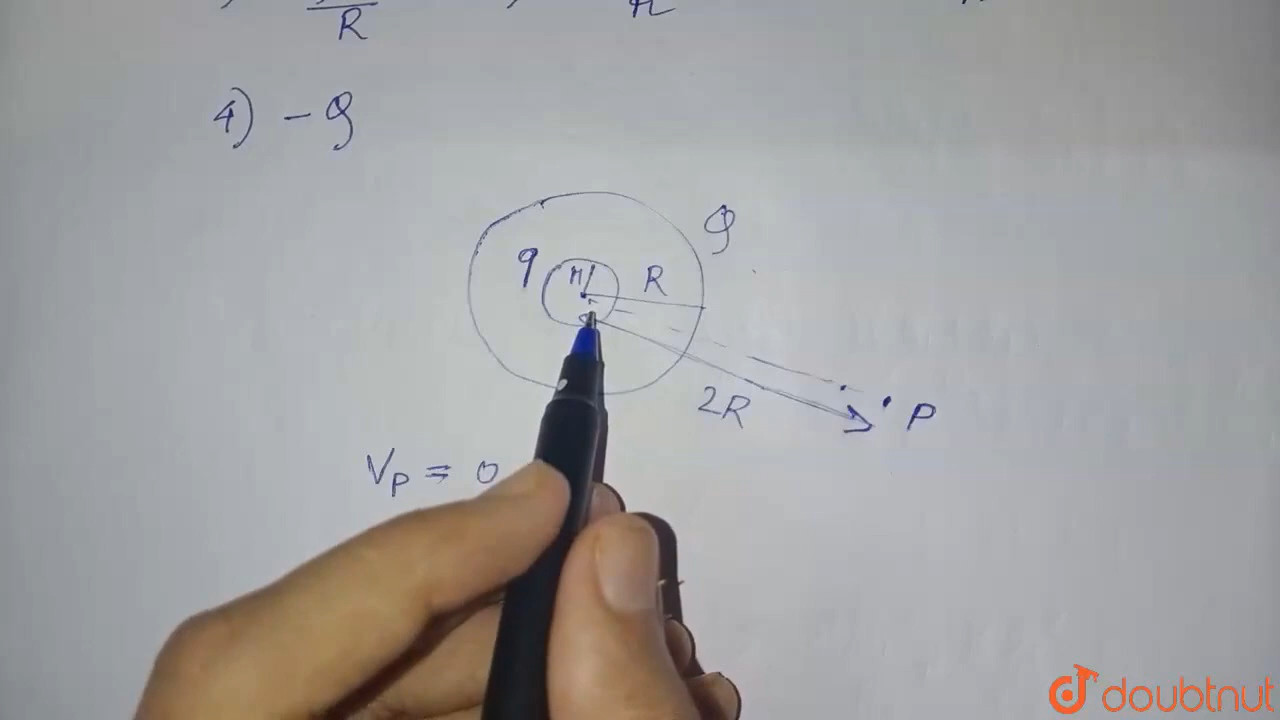 R
4) - Q
Q
q
r
R
2R
P
V_P = 0
doubtnut